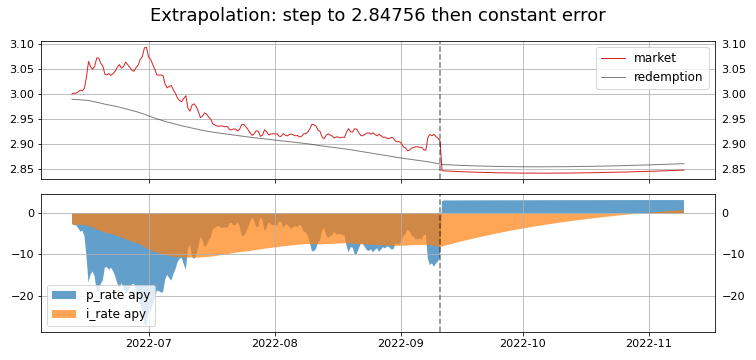 Extrapolation: step to 2.84756 then constant error
3.10 3.10
3.05 market 3.05
3.00 redemption 3.00
2.95 2.95
2.90 2.90
2.85 2.85
0 0
−10 −10
p_rate apy
−20 i_rate apy −20
2022-07 2022-08 2022-09 2022-10 2022-11